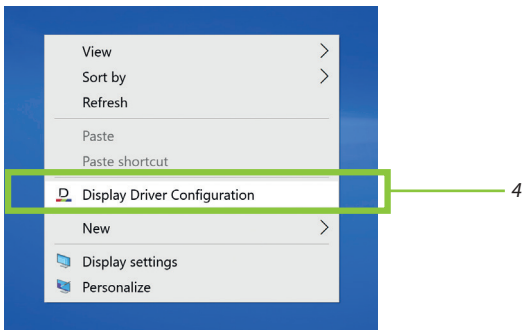 View
Sort by
Refresh
Paste
Paste shortcut
Display Driver Configuration
4
New
Display settings
Personalize